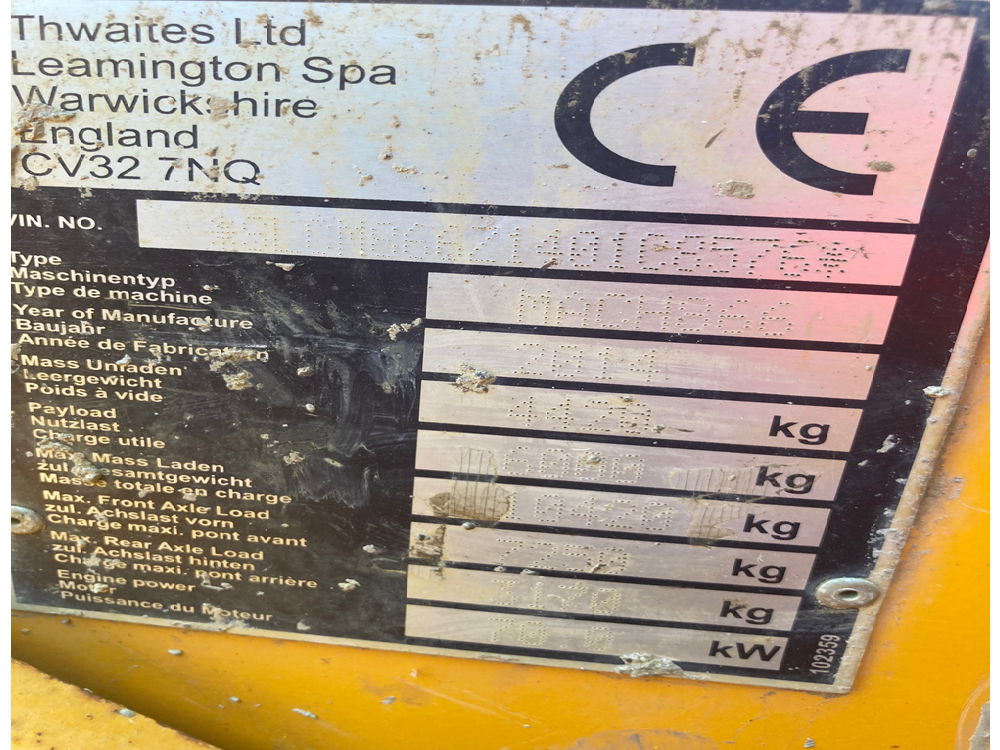 Thwaites Ltd
Leamington Spa
Warwickshire
England
CV32 7NQ
CE
VIN. NO.
Type
Maschinentyp
Type de machine
MACH866
Year of Manufacture
Baujahr
Année de Fabrication
2014
Mass Unladen
Leergewicht
Poids à vide
4420 kg
Payload
Nutzlast
Charge utile
6000 kg
Max. Mass Laden
zul. Gesamtgewicht
Masse totale en charge
10420 kg
Max. Front Axle Load
zul. Achslast vorn
Charge maxi. pont avant
kg
Max. Rear Axle Load
zul. Achslast hinten
Charge maxi. pont arrière
kg
Engine power
Motor
Puissance du Moteur
kW
102359